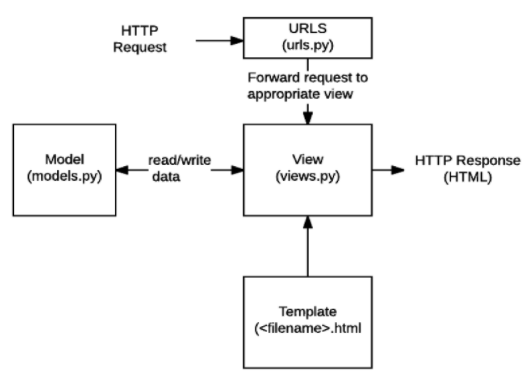 HTTP
Request
URLS
(urls.py)
Forward request to
appropriate view
Model
(models.py)
read/write
data
View
(views.py)
HTTP Response
(HTML)
Template
(<filename>.html